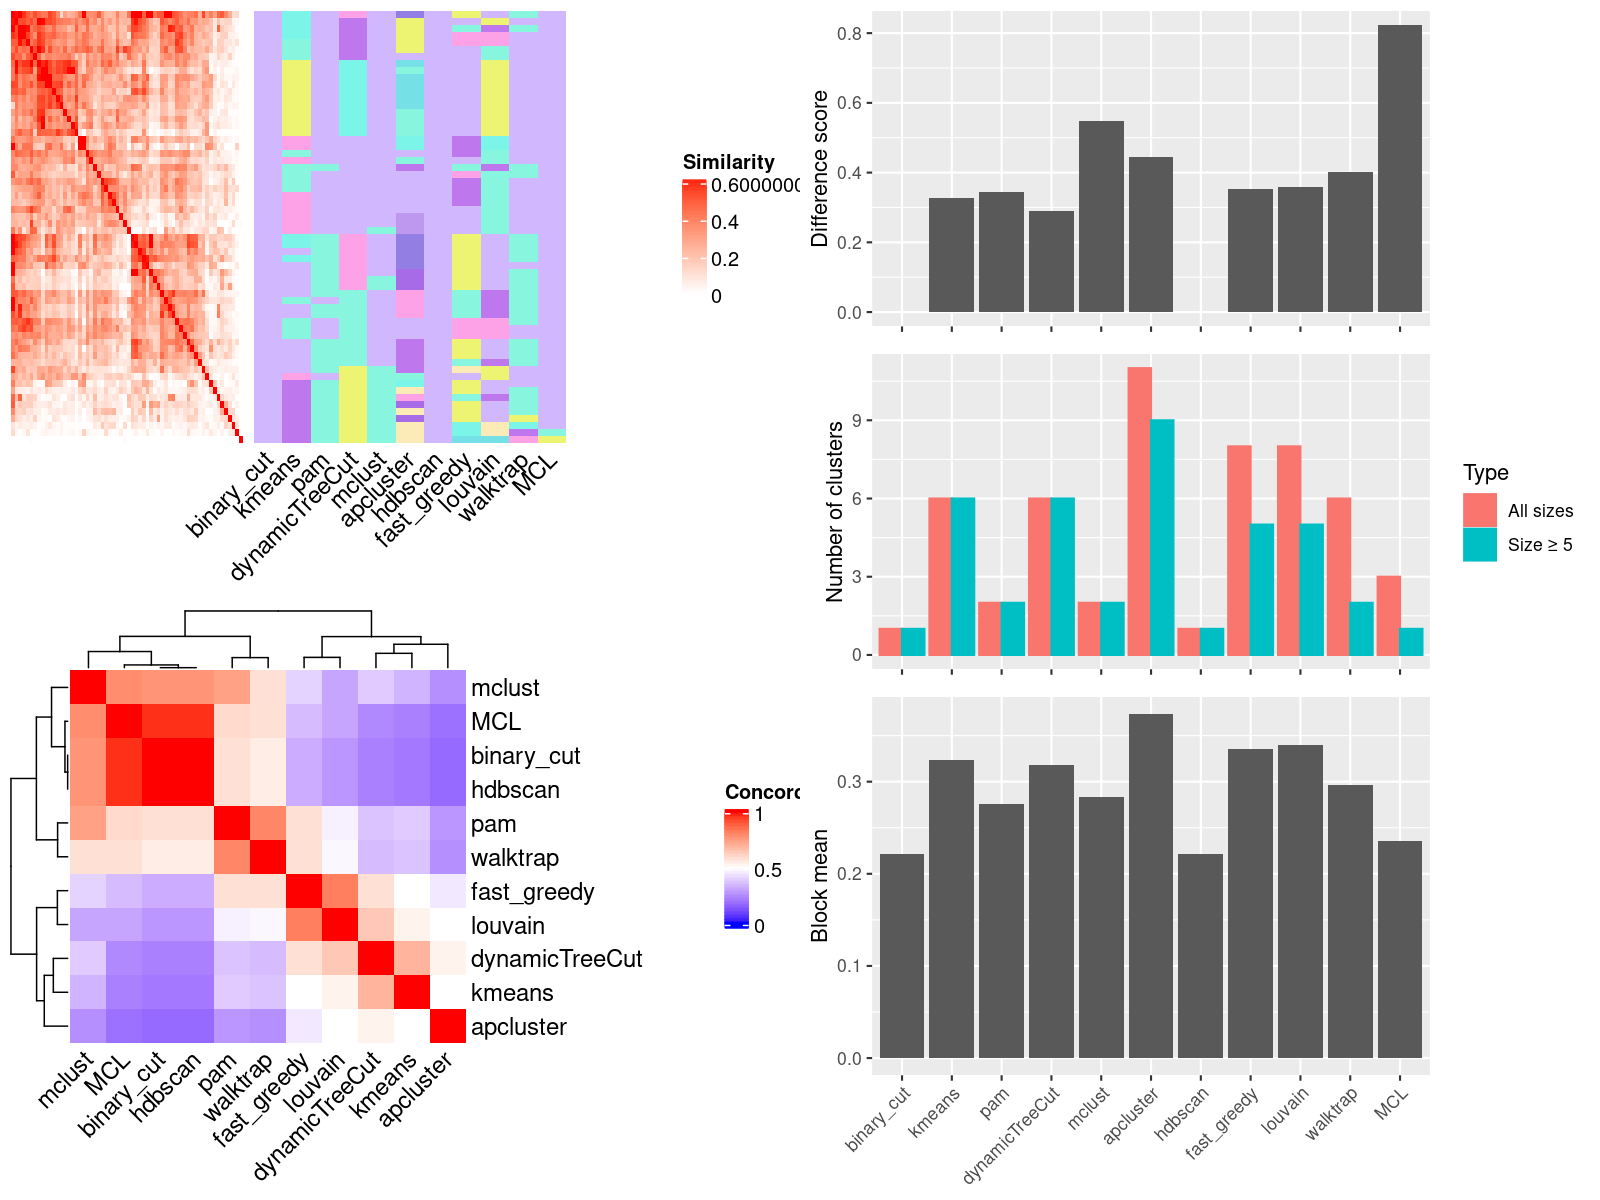 Similarity
0.6000000
0.4
0.2
0
binary_cut
kmeans
pam
dynamicTreeCut
mclust
apcluster
hdbscan
fast_greedy
louvain
walktrap
MCL
mclust
MCL
binary_cut
hdbscan
pam
walktrap
fast_greedy
louvain
dynamicTreeCut
kmeans
apcluster
mclust
MCL
binary_cut
hdbscan
pam
walktrap
fast_greedy
louvain
dynamicTreeCut
kmeans
apcluster
Concord
1
0.5
0
Difference score
0.8
0.6
0.4
0.2
0.0
Number of clusters
9
6
3
0
Type
All sizes
Size ≥ 5
Block mean
0.3
0.2
0.1
0.0
binary_cut
kmeans
pam
dynamicTreeCut
mclust
apcluster
hdbscan
fast_greedy
louvain
walktrap
MCL